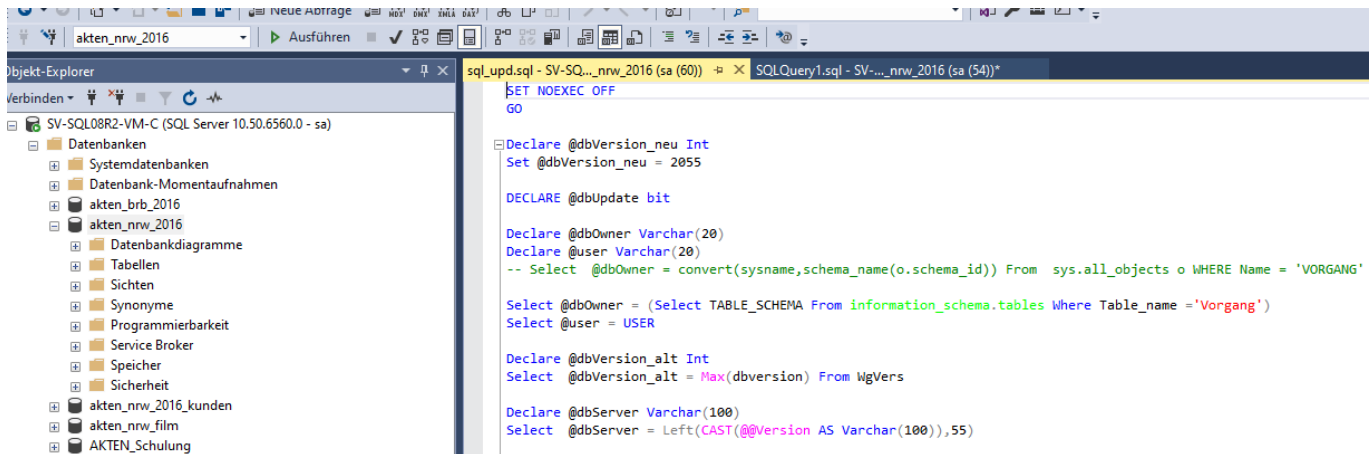 Neue Abfrage
akten_nrw_2016
Ausführen
Objekt-Explorer
sql_upd.sql - SV-SQ..._nrw_2016 (sa (60))
SQLQuery1.sql - SV-..._nrw_2016 (sa (54))*
Verbinden
SV-SQL08R2-VM-C (SQL Server 10.50.6560.0 - sa)
Datenbanken
Systemdatenbanken
Datenbank-Momentaufnahmen
akten_brb_2016
akten_nrw_2016
Datenbankdiagramme
Tabellen
Sichten
Synonyme
Programmierbarkeit
Service Broker
Speicher
Sicherheit
akten_nrw_2016_kunden
akten_nrw_film
AKTEN_Schulung
SET NOEXEC OFF
GO
Declare @dbVersion_neu Int
Set @dbVersion_neu = 2055
DECLARE @dbUpdate bit
Declare @dbOwner Varchar(20)
Declare @user Varchar(20)
-- Select  @dbOwner = convert(sysname,schema_name(o.schema_id)) From  sys.all_objects o WHERE Name = 'VORGANG'
Select @dbOwner = (Select TABLE_SCHEMA From information_schema.tables Where Table_name ='Vorgang')
Select @user = USER
Declare @dbVersion_alt Int
Select  @dbVersion_alt = Max(dbversion) From WgVers
Declare @dbServer Varchar(100)
Select  @dbServer = Left(CAST(@@Version AS Varchar(100)),55)